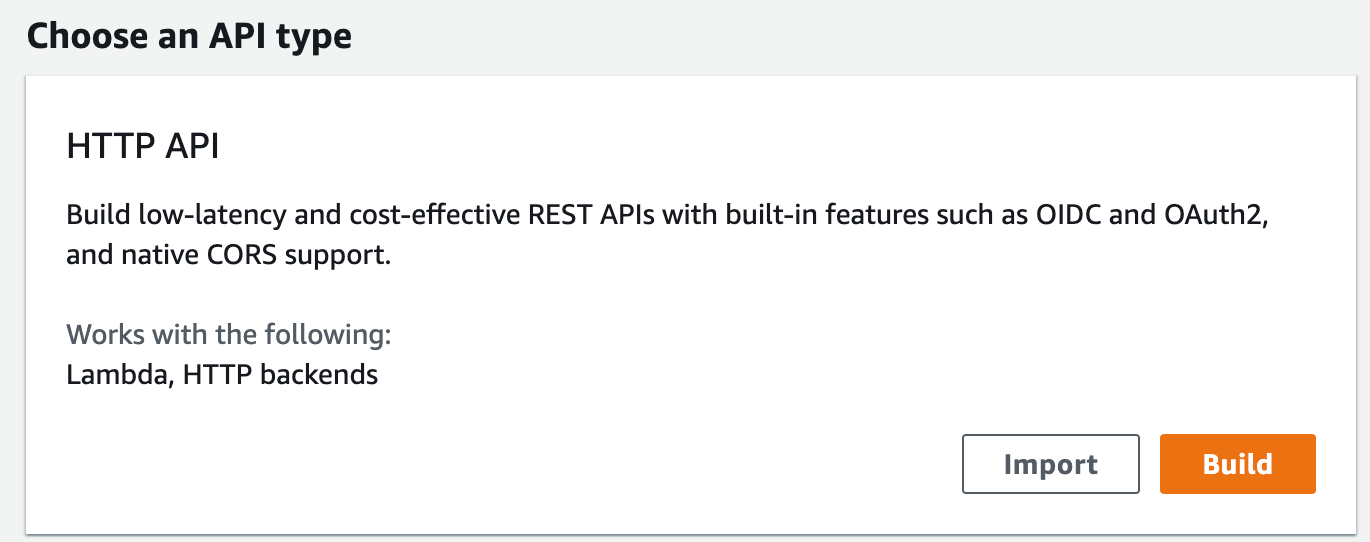 Choose an API type
HTTP API
Build low-latency and cost-effective REST APIs with built-in features such as OIDC and OAuth2,
and native CORS support.
Works with the following:
Lambda, HTTP backends
Import
Build